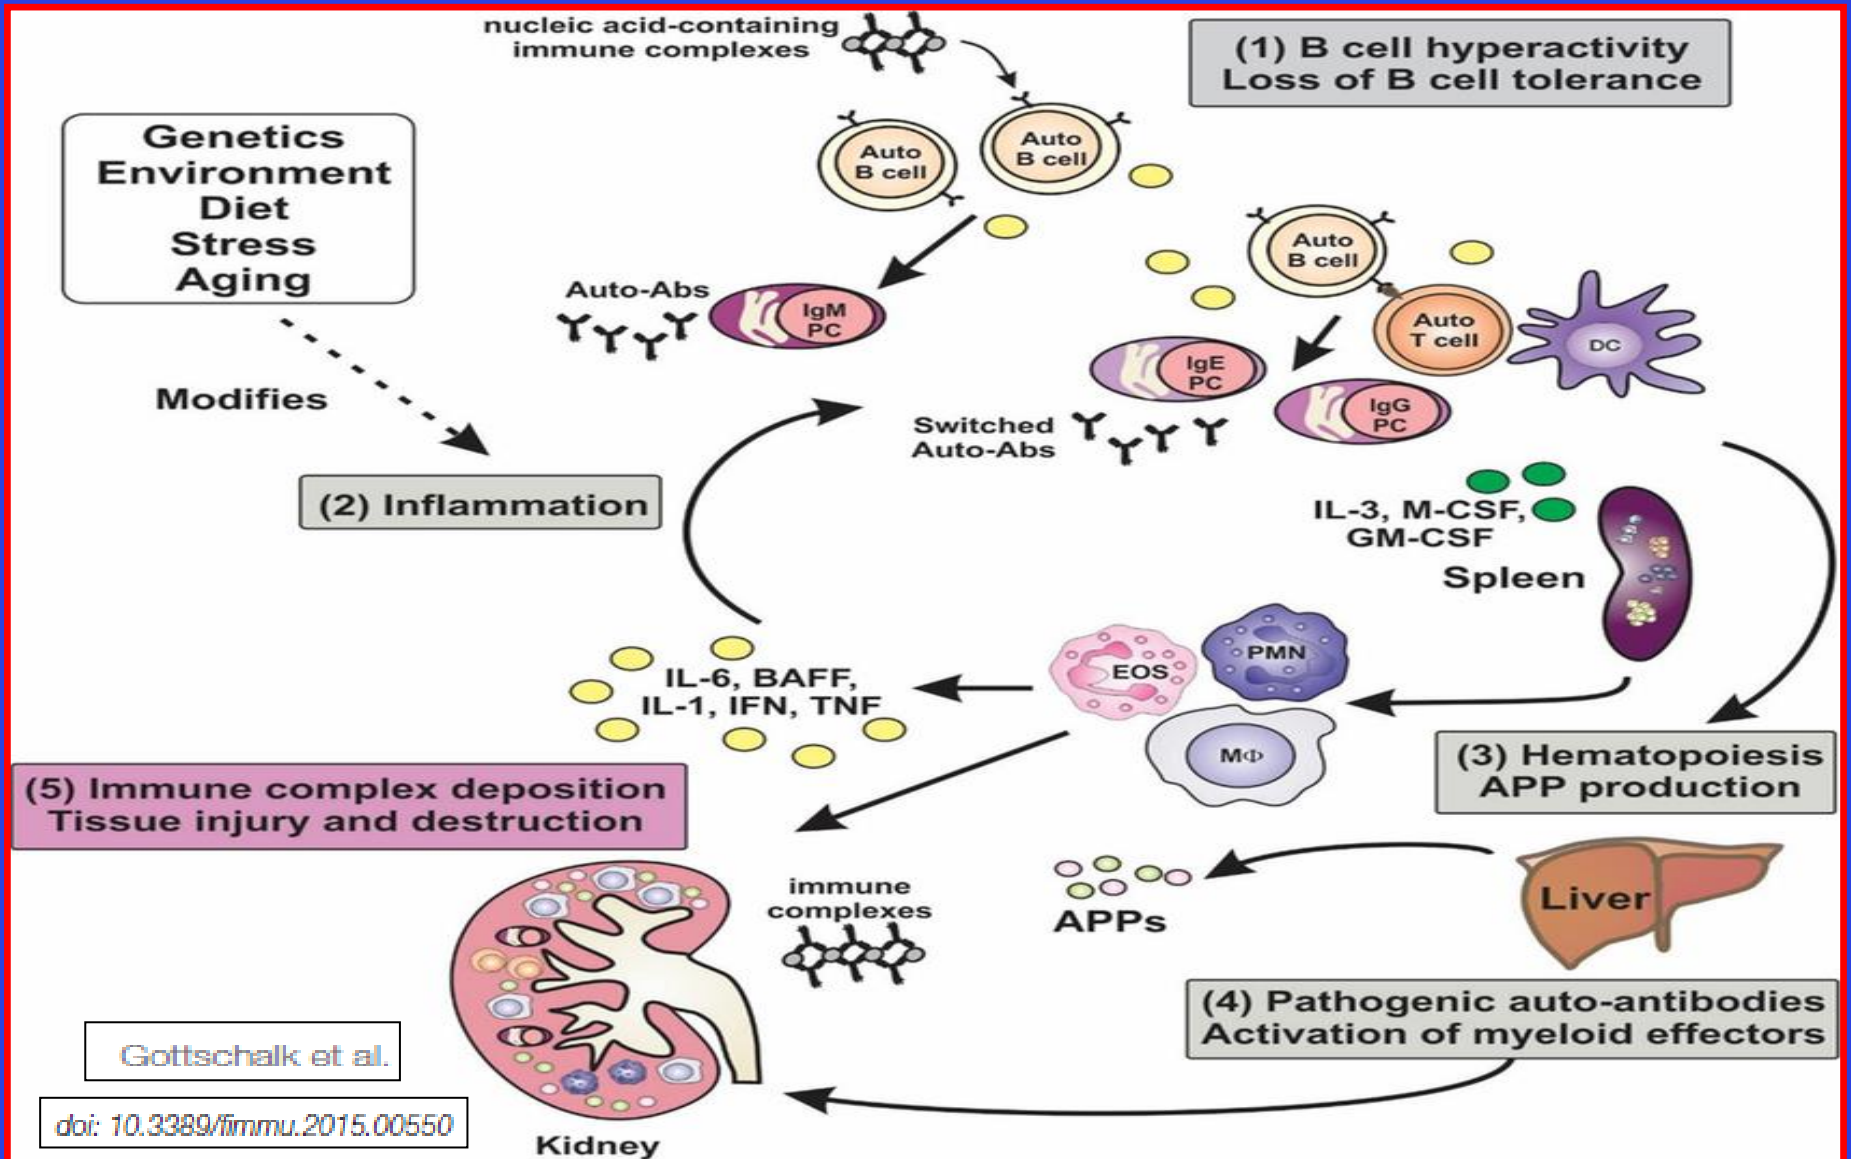 nucleic acid-containing
immune complexes
(1) B cell hyperactivity
Loss of B cell tolerance
Genetics
Environment
Diet
Stress
Aging
Auto
B cell
Auto
B cell
Auto
B cell
Auto-Abs
IgM
PC
Auto
T cell
DC
IgE
PC
IgG
PC
Modifies
Switched
Auto-Abs
(2) Inflammation
IL-3, M-CSF,
GM-CSF
Spleen
EOS
PMN
MΦ
IL-6, BAFF,
IL-1, IFN, TNF
(3) Hematopoiesis
APP production
(5) Immune complex deposition
Tissue injury and destruction
immune
complexes
APPs
Liver
(4) Pathogenic auto-antibodies
Activation of myeloid effectors
Gottschalk et al.
doi: 10.3389/fimmu.2015.00550
Kidney